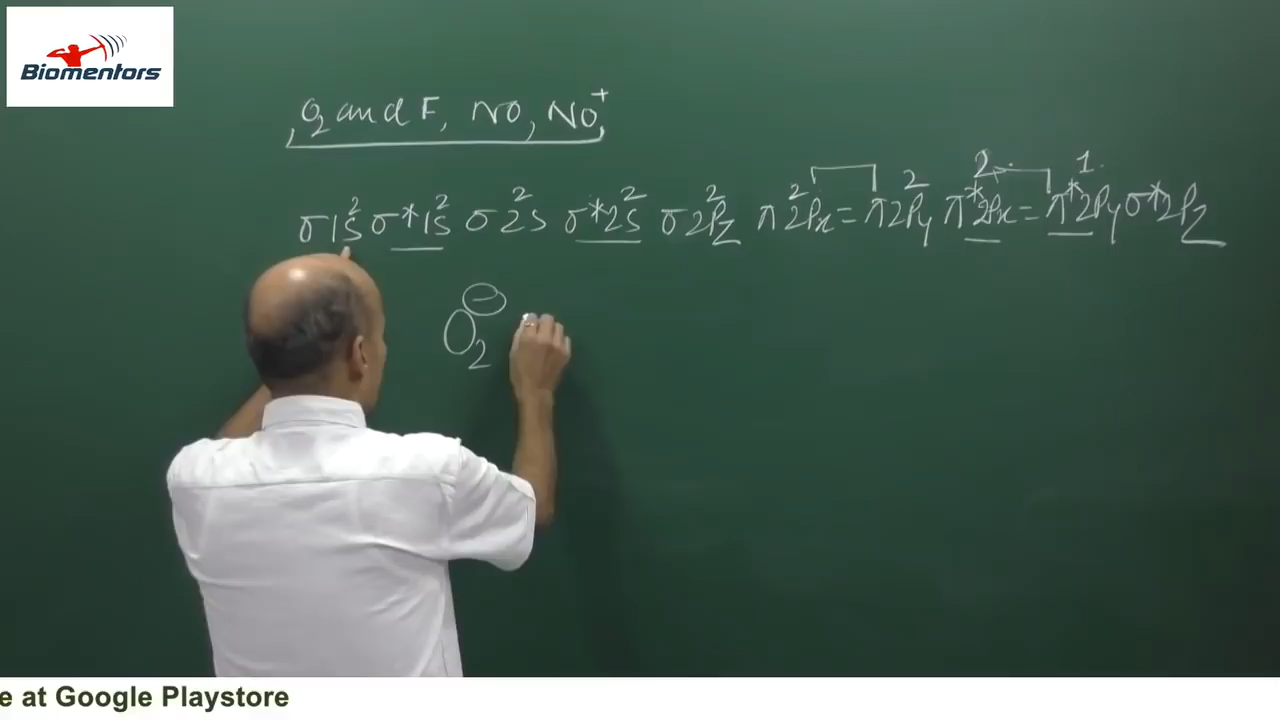 Biomentors
O₂ and F, NO, NO⁺
σ1s² σ*1s² σ2s² σ*2s² σ2Pz² π2Px² = π2Py² π*2Px² = π*2Py¹ σ*2Pz
O₂⊖
e at Google Playstore